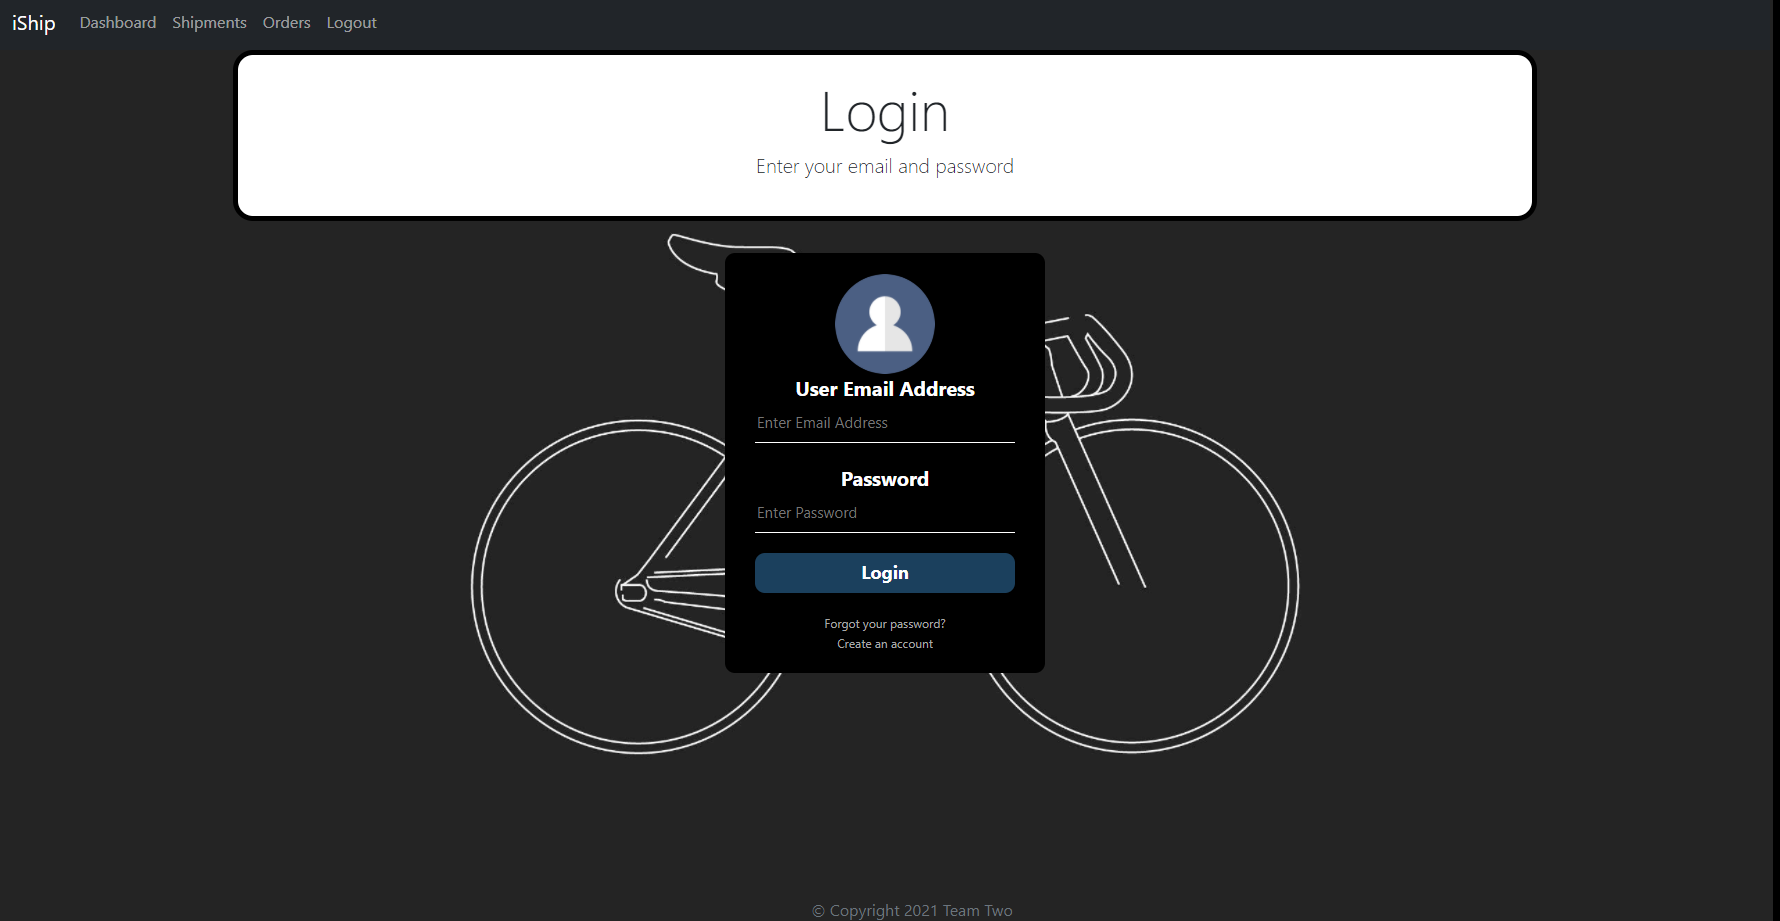 iShip Dashboard Shipments Orders Logout
Login
Enter your email and password
User Email Address
Enter Email Address
Password
Enter Password
Login
Forgot your password?
Create an account
© Copyright 2021 Team Two